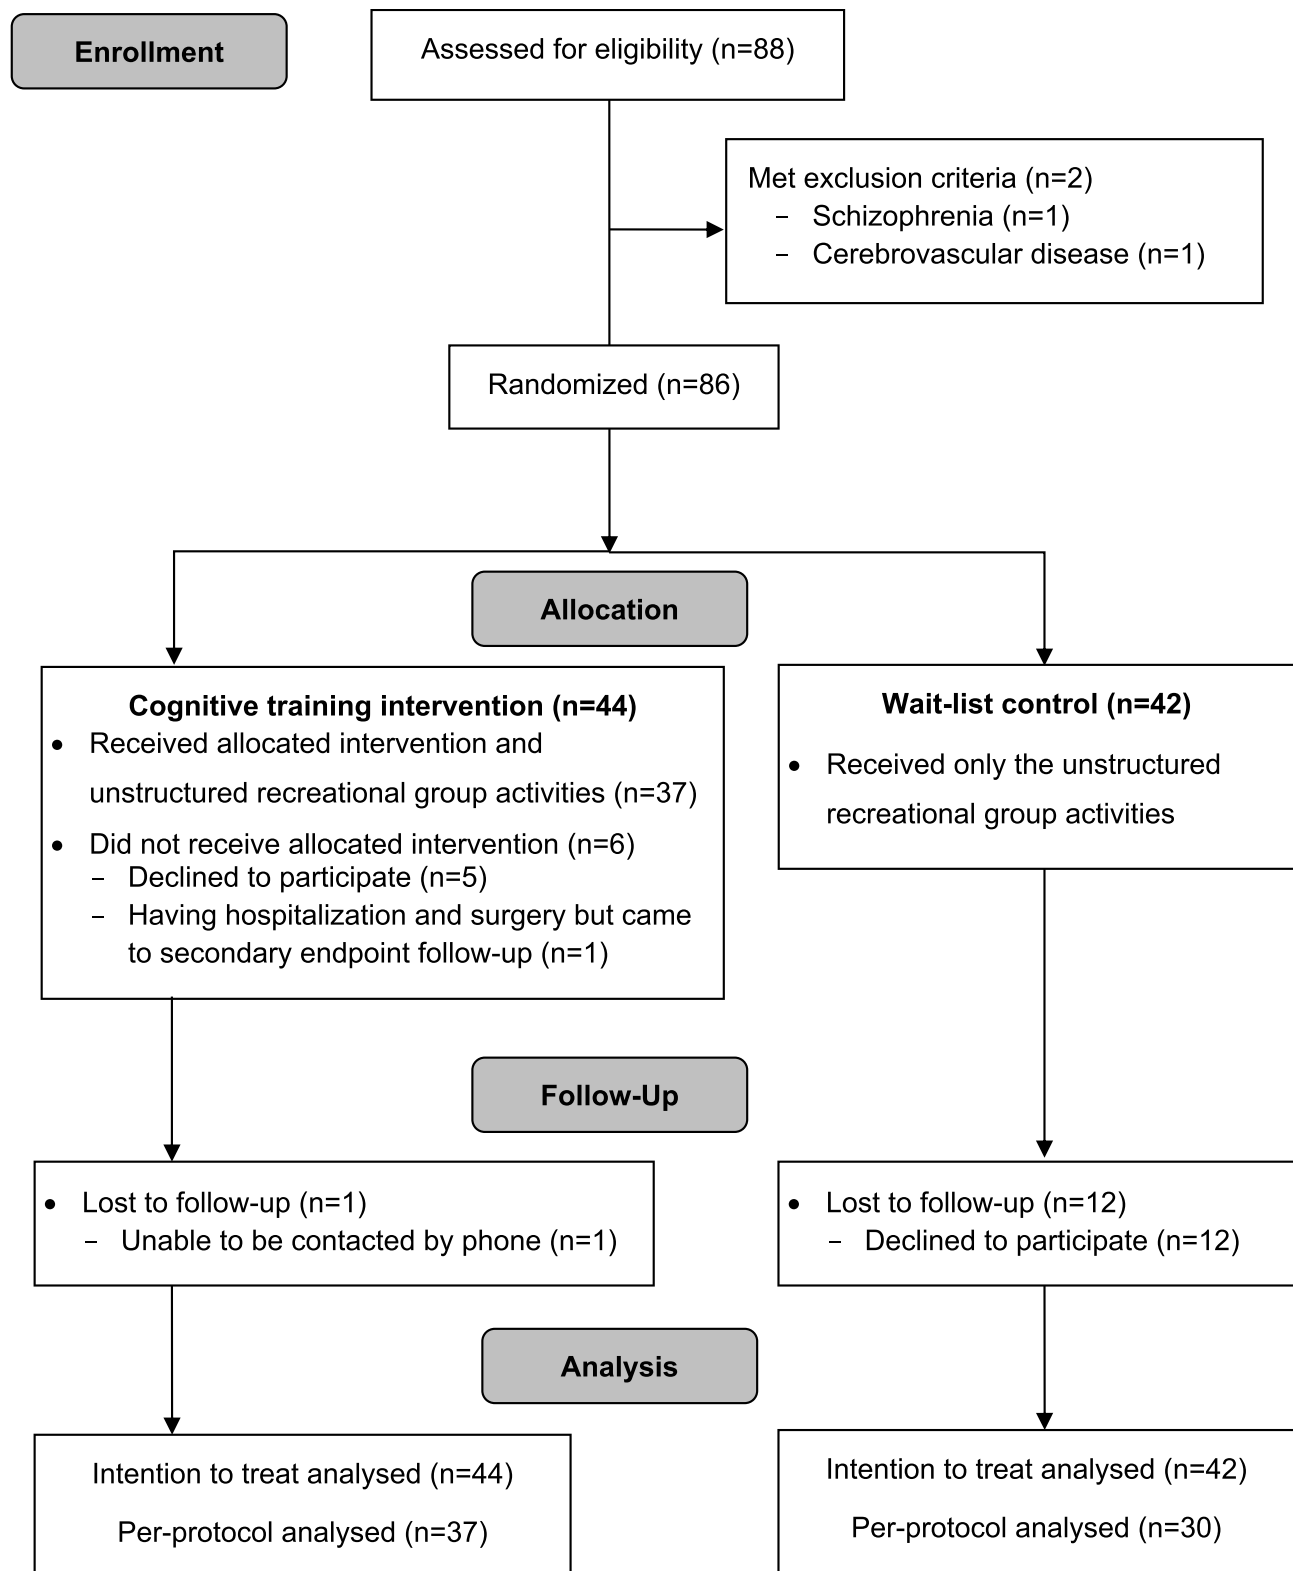 Enrollment
Assessed for eligibility (n=88)
Met exclusion criteria (n=2)
– Schizophrenia (n=1)
– Cerebrovascular disease (n=1)
Randomized (n=86)
Allocation
Cognitive training intervention (n=44)
• Received allocated intervention and
unstructured recreational group activities (n=37)
• Did not receive allocated intervention (n=6)
– Declined to participate (n=5)
– Having hospitalization and surgery but came
to secondary endpoint follow-up (n=1)
Wait-list control (n=42)
• Received only the unstructured
recreational group activities
Follow-Up
• Lost to follow-up (n=1)
– Unable to be contacted by phone (n=1)
• Lost to follow-up (n=12)
– Declined to participate (n=12)
Analysis
Intention to treat analysed (n=44)
Per-protocol analysed (n=37)
Intention to treat analysed (n=42)
Per-protocol analysed (n=30)